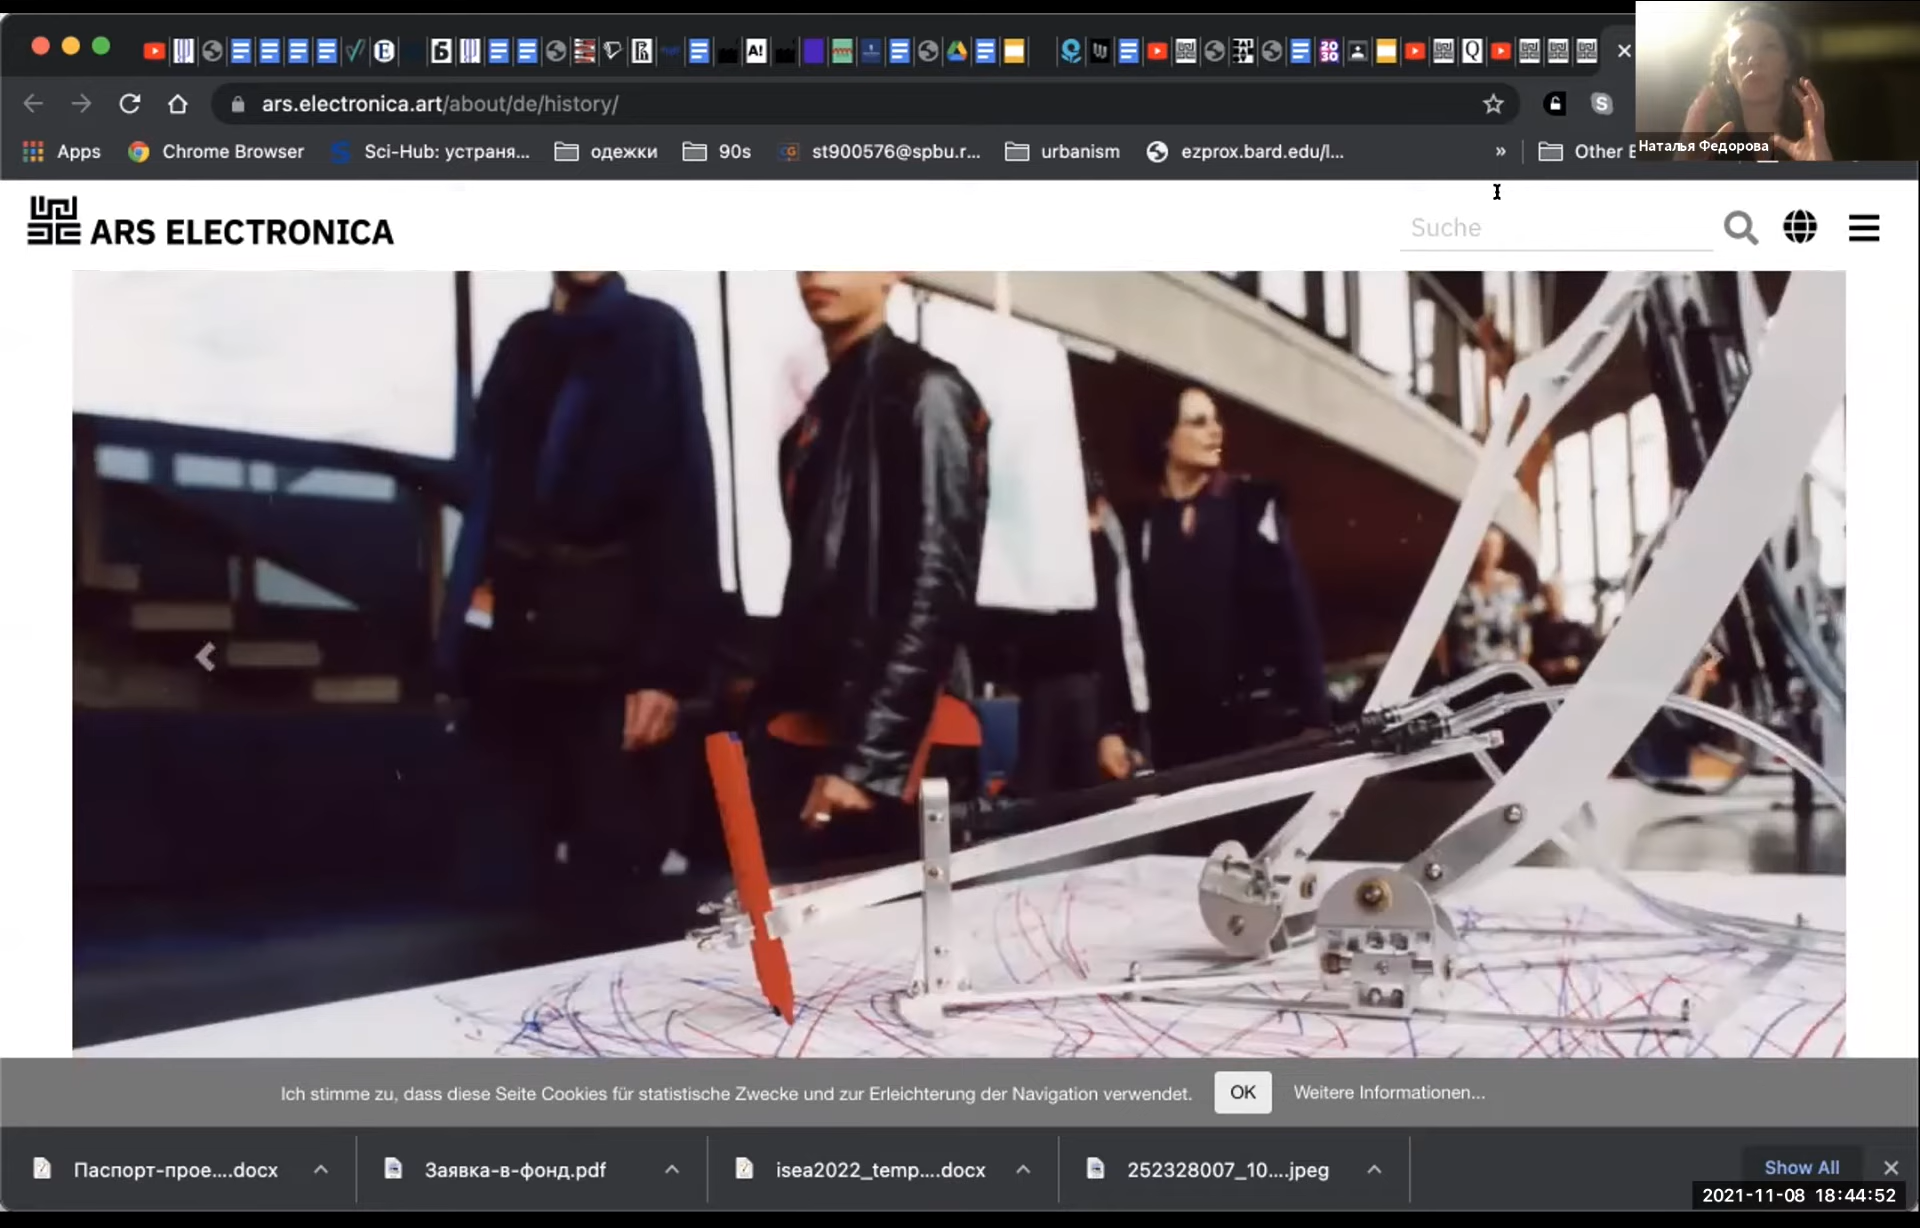 ars.electronica.art/about/de/history/
Apps
Chrome Browser
Sci-Hub: устраня...
одежки
90s
st900576@spbu.r...
urbanism
ezprox.bard.edu/l...
»
Other
Наталья Федорова
ARS ELECTRONICA
Suche
Ich stimme zu, dass diese Seite Cookies für statistische Zwecke und zur Erleichterung der Navigation verwendet.
OK
Weitere Informationen...
Паспорт-прое....docx
Заявка-в-фонд.pdf
isea2022_temp....docx
252328007_10....jpeg
Show All
2021-11-08 18:44:52